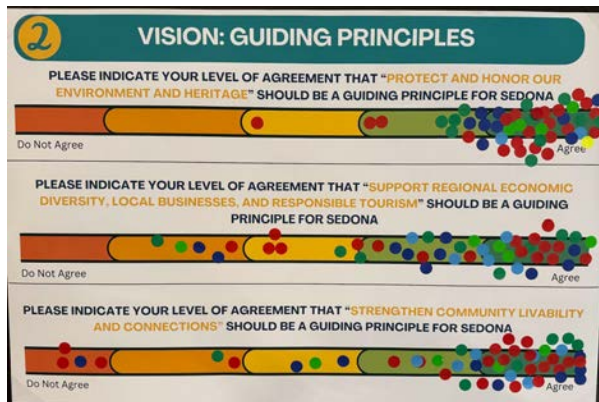 2
VISION: GUIDING PRINCIPLES
PLEASE INDICATE YOUR LEVEL OF AGREEMENT THAT “PROTECT AND HONOR OUR
ENVIRONMENT AND HERITAGE” SHOULD BE A GUIDING PRINCIPLE FOR SEDONA
Do Not Agree
Agree
PLEASE INDICATE YOUR LEVEL OF AGREEMENT THAT “SUPPORT REGIONAL ECONOMIC
DIVERSITY, LOCAL BUSINESSES, AND RESPONSIBLE TOURISM” SHOULD BE A GUIDING
PRINCIPLE FOR SEDONA
Do Not Agree
Agree
PLEASE INDICATE YOUR LEVEL OF AGREEMENT THAT “STRENGTHEN COMMUNITY LIVABILITY
AND CONNECTIONS” SHOULD BE A GUIDING PRINCIPLE FOR SEDONA
Do Not Agree
Agree